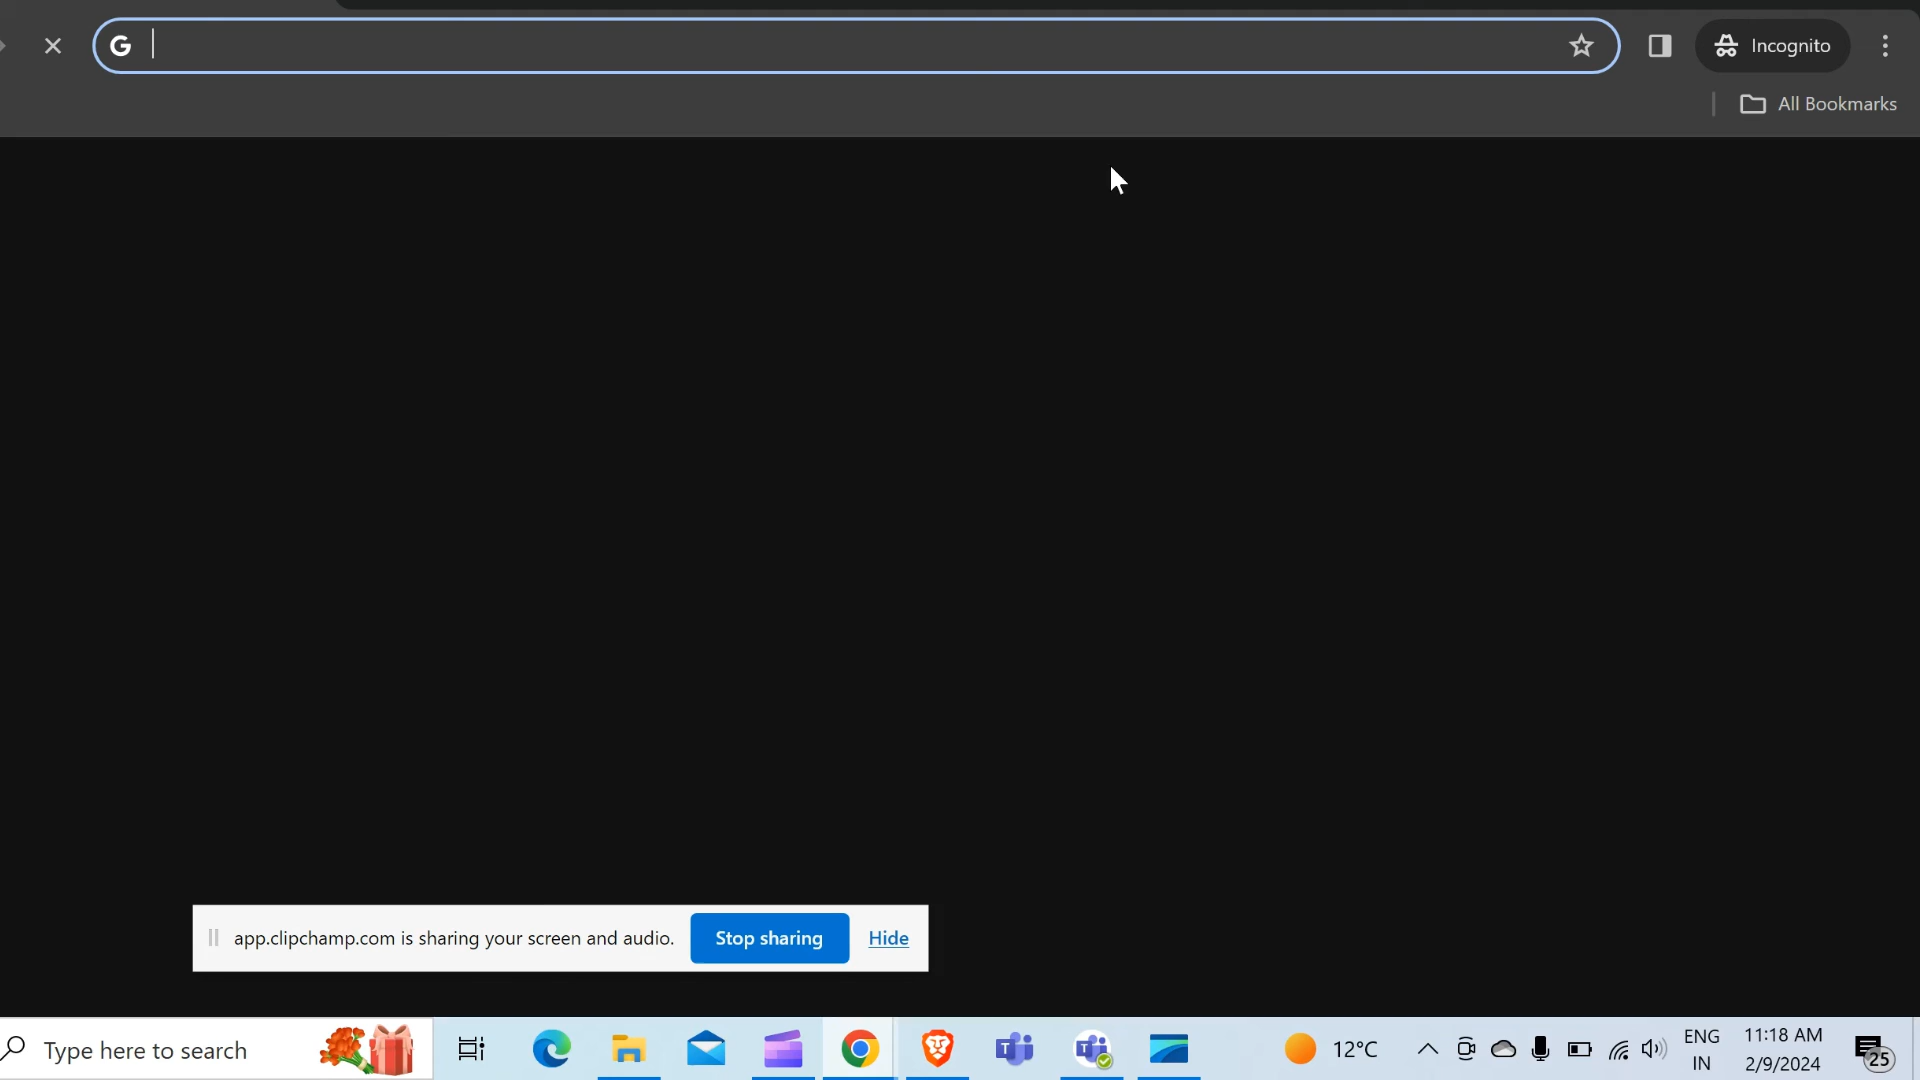 Incognito
All Bookmarks
app.clipchamp.com is sharing your screen and audio. Stop sharing Hide
Type here to search
12°C
ENG
IN
11:18 AM
2/9/2024
25